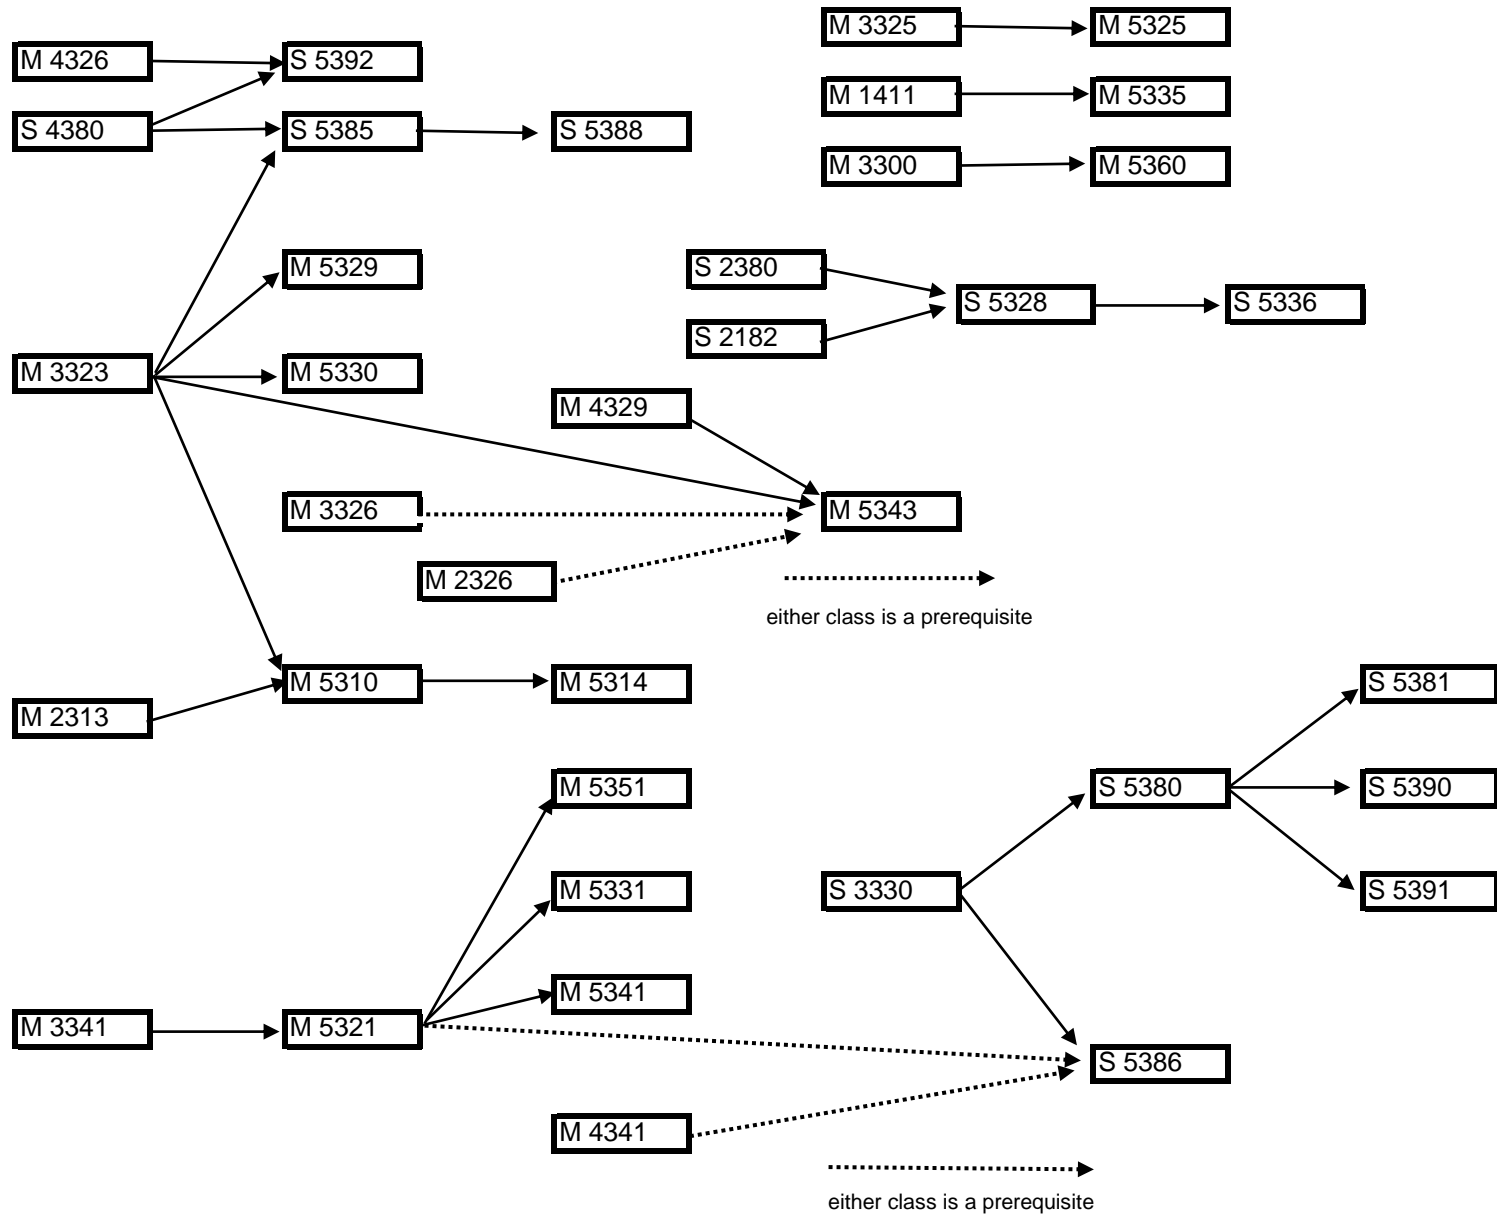 M 3325
M 5325
M 4326
S 5392
M 1411
M 5335
S 4380
S 5385
S 5388
M 3300
M 5360
M 5329
S 2380
S 5328
S 5336
S 2182
M 3323
M 5330
M 4329
M 3326
M 5343
M 2326
either class is a prerequisite
M 5310
M 5314
S 5381
M 2313
M 5351
S 5380
S 5390
M 5331
S 3330
S 5391
M 5341
M 3341
M 5321
S 5386
M 4341
either class is a prerequisite